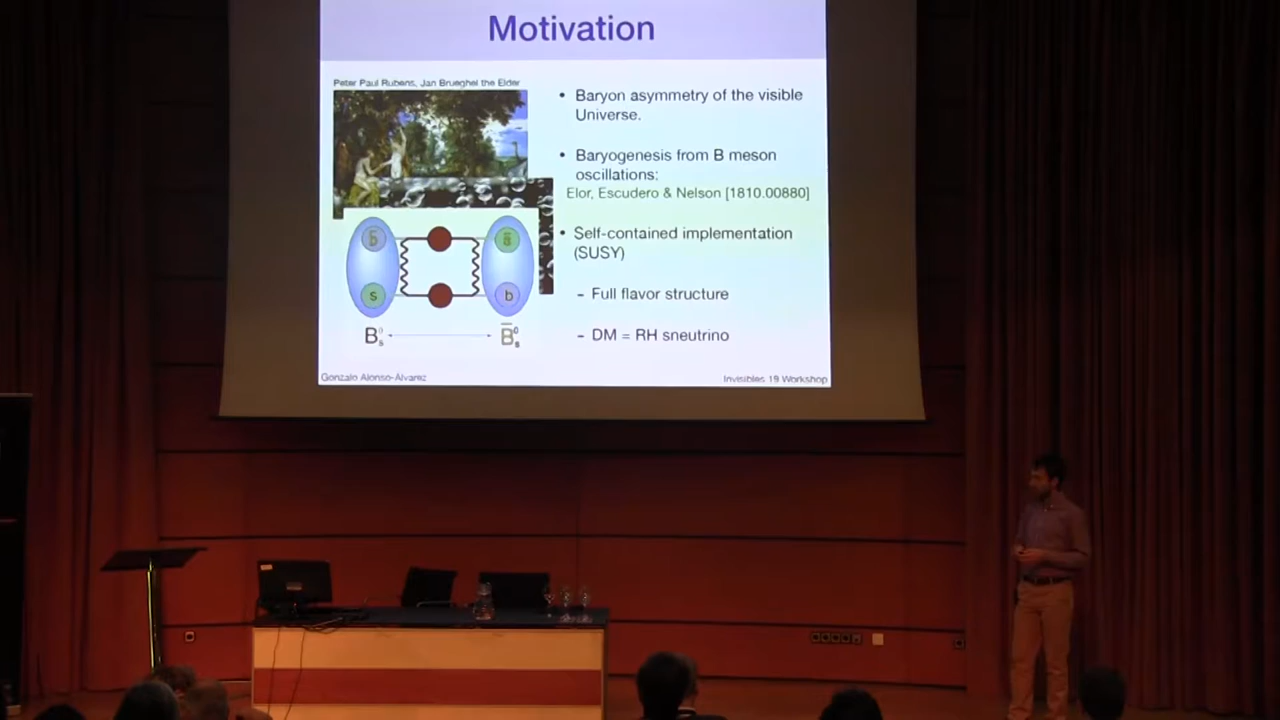 Motivation
Peter Paul Rubens, Jan Brueghel the Elder
• Baryon asymmetry of the visible
Universe.
• Baryogenesis from B meson
oscillations:
Elor, Escudero & Nelson [1810.00880]
• Self-contained implementation
(SUSY)
- Full flavor structure
- DM = RH sneutrino
b̄ s̄
s b
B⁰ₛ B̄⁰ₛ
Gonzalo Alonso-Álvarez
Invisibles 19 Workshop